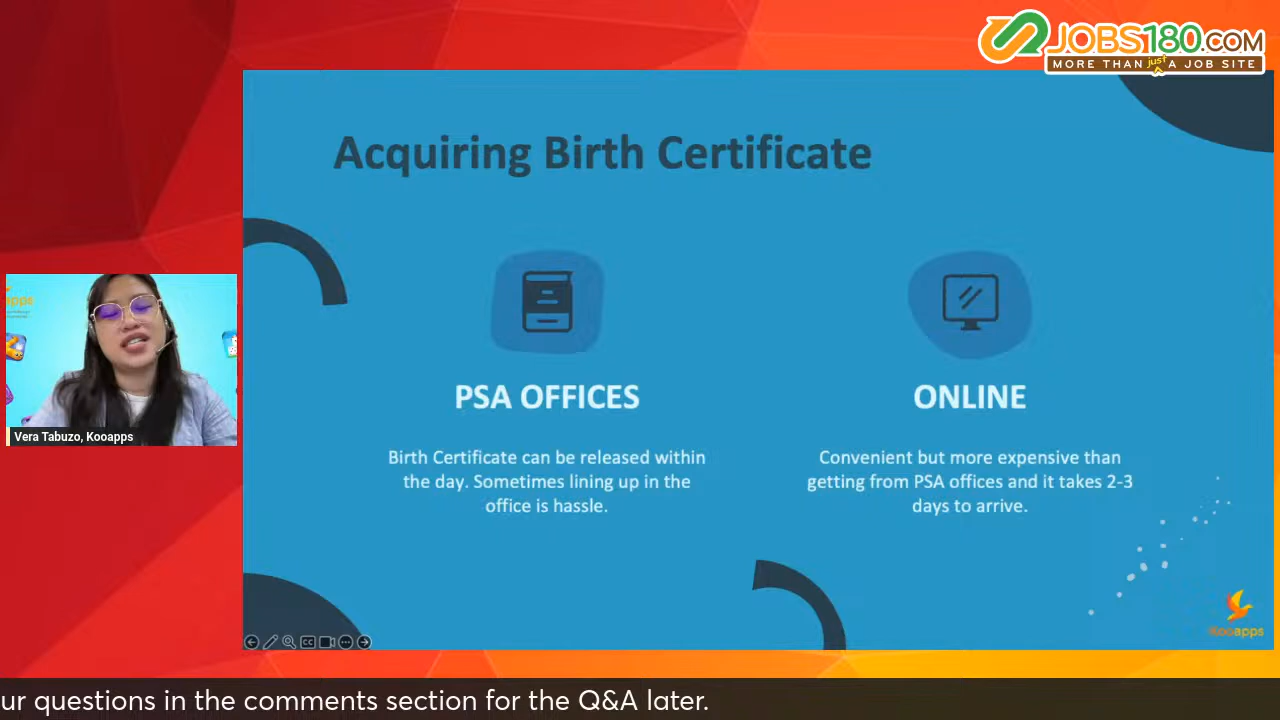 JOBS180.COM
MORE THAN just A JOB SITE
Acquiring Birth Certificate
PSA OFFICES
Birth Certificate can be released within
the day. Sometimes lining up in the
office is hassle.
ONLINE
Convenient but more expensive than
getting from PSA offices and it takes 2-3
days to arrive.
Vera Tabuzo, Kooapps
CC
Kooapps
ur questions in the comments section for the Q&A later.